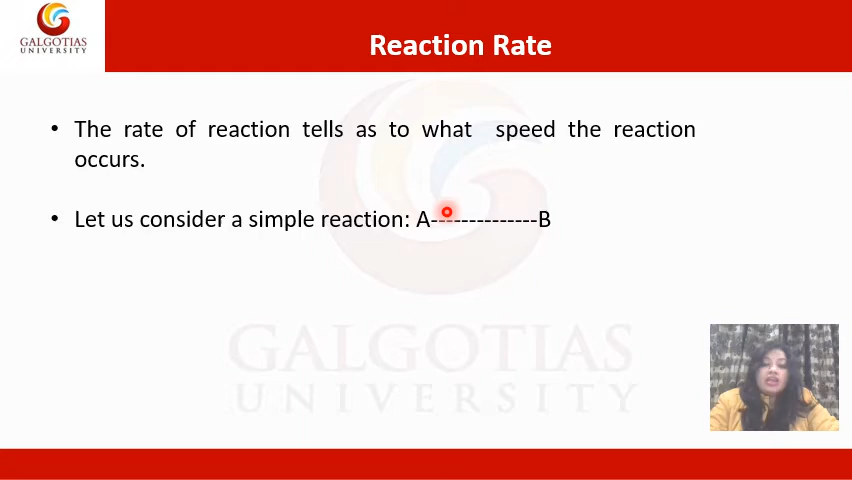 GALGOTIAS
UNIVERSITY
Reaction Rate
• The rate of reaction tells as to what speed the reaction
occurs.
• Let us consider a simple reaction: A--------------B
GALGOTIAS
UNIVERSITY